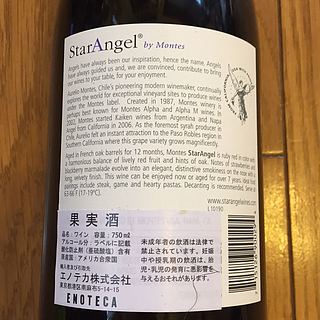 StarAngel® by Montes
Angels have always been our inspiration, hence the name, Angels
have always guided us, and we are convinced, contribute to bring
our wines to your table, for your enjoyment.
Aurelio Montes, Chile's pioneering modern winemaker, continually
explores the world for exceptional vineyard sites to produce wines
under the Montes label. Created in 1987, Montes winery is
perhaps best known for Montes Alpha and Alpha M wines. In
2002, Montes started Kaiken wines from Argentina and Napa
Angel from California in 2006. As the foremost syrah producer in
Chile, Aurelio felt an instant attraction to the Paso Robles region in
Southern California where this grape variety grows magnificently.
Aged in French oak barrels for 12 months, Montes StarAngel is ruby red in color with
a harmonious balance of lively red fruit and hints of oak. Notes of strawberries and
blackberry marmalade evolve into an elegant, distinctive smokiness on the nose with a
long, velvety finish. This wine can be enjoyed now or aged for over 7 years. Ideal food
pairings include steak, game and hearty pastas. Decanting is recommended. Serve at
63-66 F (17-19°C).
www.starangelwines.com
L10190
果実酒
品名：ワイン 容量：750ml
アルコール分：ラベルに記載
酸化防止剤（亜硫酸塩）含有
原産国：アメリカ合衆国
輸入者及び引取先
エノテカ株式会社
東京都港区南麻布5-14-15
ENOTECA
未成年者の飲酒は法律で
禁止されています。妊娠
中や授乳期の飲酒は、胎
児・乳児の発育に悪影響を
与えるおそれがあります。